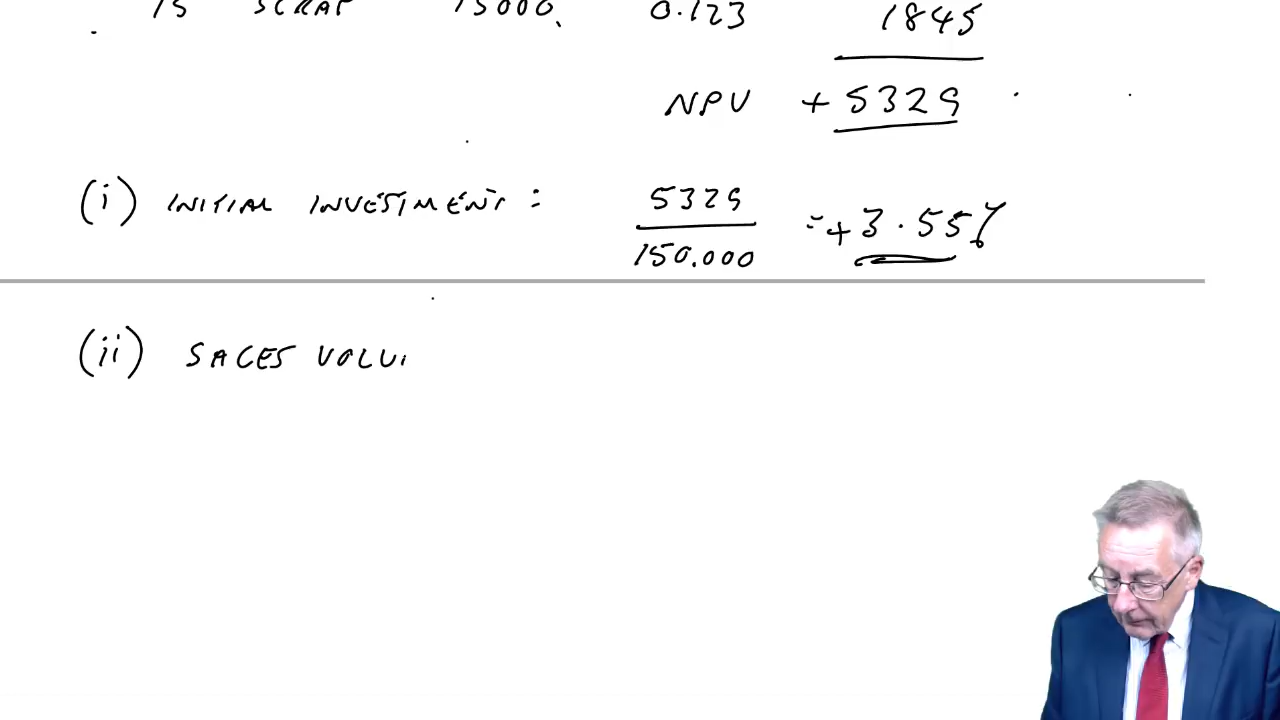 15 SCRAP 15000 0.123 1845
NPV +5329
(i) INITIAL INVESTMENT : 5329 / 150.000 = +3.55%
(ii) SALES VOLU